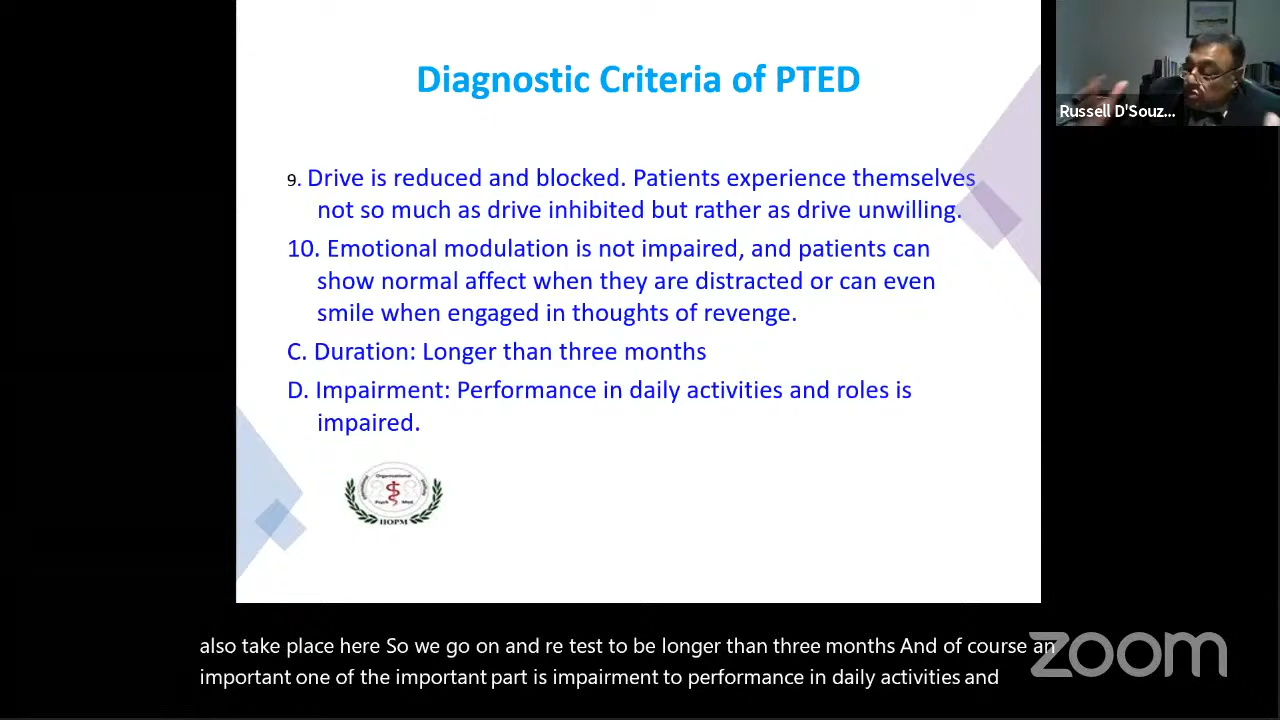 Diagnostic Criteria of PTED
Russell D'Souz...
9. Drive is reduced and blocked. Patients experience themselves
not so much as drive inhibited but rather as drive unwilling.
10. Emotional modulation is not impaired, and patients can
show normal affect when they are distracted or can even
smile when engaged in thoughts of revenge.
C. Duration: Longer than three months
D. Impairment: Performance in daily activities and roles is
impaired.
Organizational
Psych Med
IIOPM
also take place here So we go on and re test to be longer than three months And of course an
important one of the important part is impairment to performance in daily activities and
zoom